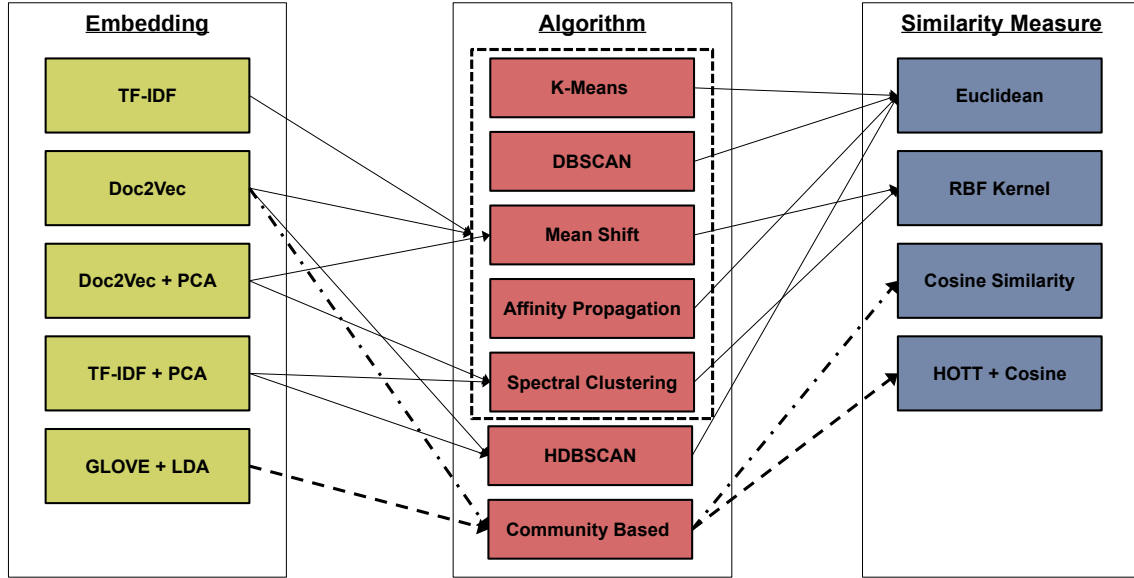 Embedding
TF-IDF
Doc2Vec
Doc2Vec + PCA
TF-IDF + PCA
GLOVE + LDA
Algorithm
K-Means
DBSCAN
Mean Shift
Affinity Propagation
Spectral Clustering
HDBSCAN
Community Based
Similarity Measure
Euclidean
RBF Kernel
Cosine Similarity
HOTT + Cosine